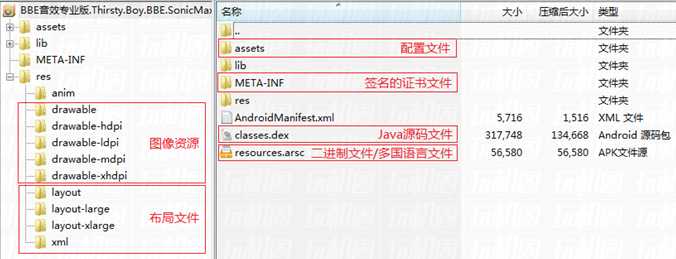 BBE音效专业版.Thirsty.Boy.BBE.SonicMax
assets
lib
META-INF
res
anim
drawable
drawable-hdpi
drawable-ldpi
drawable-mdpi
drawable-xhdpi
图像资源
layout
layout-large
layout-xlarge
xml
布局文件
名称 大小 压缩后大小 类型
.. 文件夹
assets 配置文件 文件夹
lib 文件夹
META-INF 签名的证书文件 文件夹
res 文件夹
AndroidManifest.xml 5,716 1,516 XML 文件
classes.dex Java源码文件 317,748 134,668 Android 源码包
resources.arsc 二进制文件/多国语言文件 56,580 56,580 APK文件源